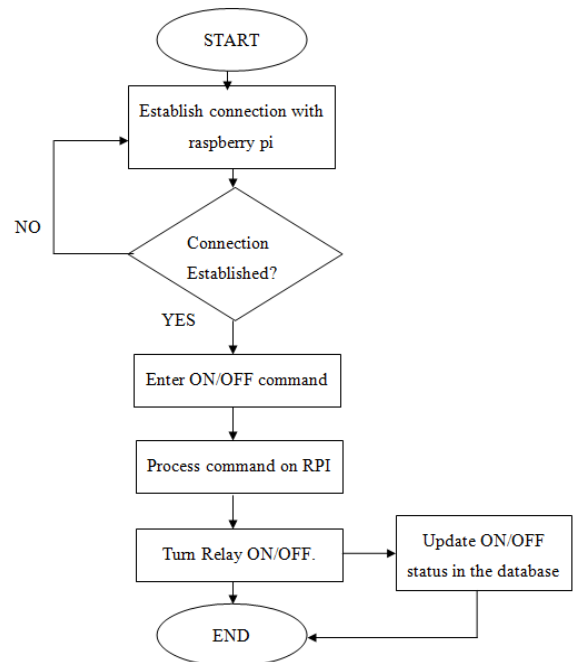 START
Establish connection with
raspberry pi
NO
Connection
Established?
YES
Enter ON/OFF command
Process command on RPI
Turn Relay ON/OFF.
Update ON/OFF
status in the database
END